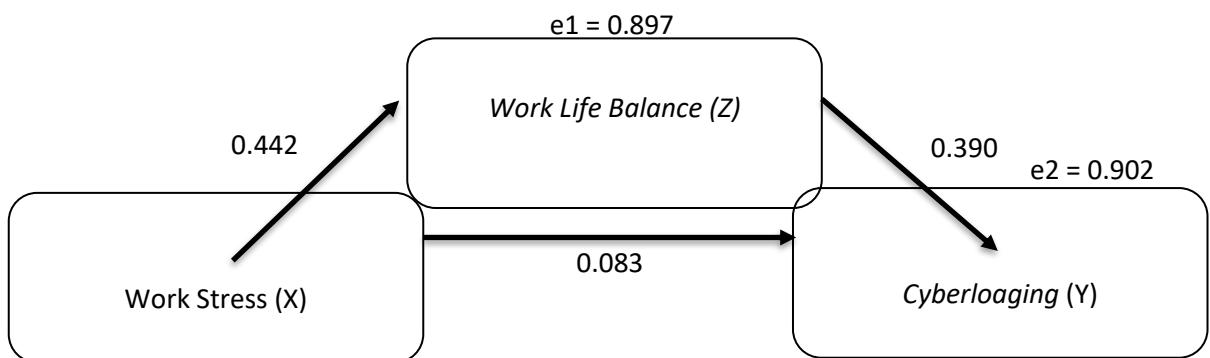 e1 = 0.897
Work Life Balance (Z)
0.442
0.390
e2 = 0.902
0.083
Work Stress (X)
Cyberloaging (Y)